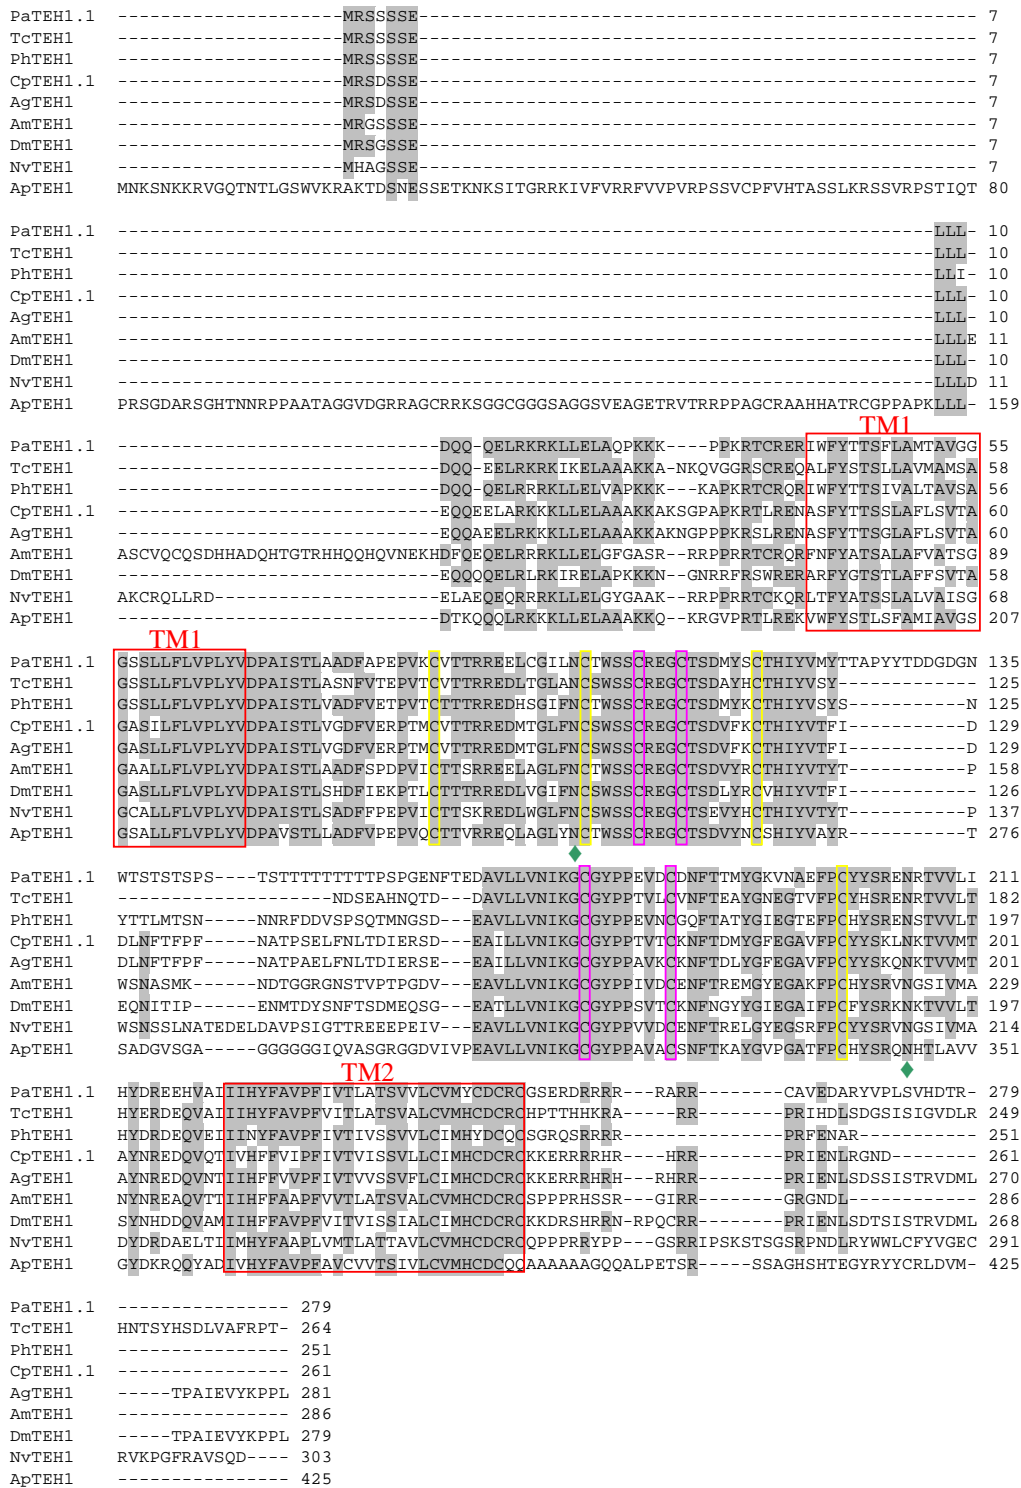 PaTEH1.1 ---------------------MRSSSSE---------------------------------------------------- 7
TcTEH1 ---------------------MRSSSSE---------------------------------------------------- 7
PhTEH1 ---------------------MRSSSSE---------------------------------------------------- 7
CpTEH1.1 ---------------------MRSDSSE---------------------------------------------------- 7
AgTEH1 ---------------------MRSDSSE---------------------------------------------------- 7
AmTEH1 ---------------------MRGSSSE---------------------------------------------------- 7
DmTEH1 ---------------------MRSGSSE---------------------------------------------------- 7
NvTEH1 ---------------------MHAGSSE---------------------------------------------------- 7
ApTEH1 MNKSNKKRVGQTNTLGSWVKRAKTDSNESSETKNKSITGRRKIVFVRRFVVPVRPSSVCPFVHTASSLKRSSVRPSTIQT 80
PaTEH1.1 ----------------------------------------------------------------------------LLL- 10
TcTEH1 ----------------------------------------------------------------------------LLL- 10
PhTEH1 ----------------------------------------------------------------------------LLI- 10
CpTEH1.1 ----------------------------------------------------------------------------LLL- 10
AgTEH1 ----------------------------------------------------------------------------LLL- 10
AmTEH1 ----------------------------------------------------------------------------LLLE 11
DmTEH1 ----------------------------------------------------------------------------LLL- 10
NvTEH1 ----------------------------------------------------------------------------LLLD 11
ApTEH1 PRSGDARSGHTNNRPPAATAGGVDGRRAGCRRKSGGCGGGSAGGSVEAGETRVTRRPPAGCRAAHHATRCGPPAPKLLL- 159
TM1
PaTEH1.1 ------------------------------DQQ-QELRKRKLLELAQPKKK---PPKRTCRERIWFYTTSFLAMTAVGG 55
TcTEH1 ------------------------------DQQ-EELRKRKIKELAAAKKA-NKQVGGRSCREQALFYSTSLLAVMAMSA 58
PhTEH1 ------------------------------DQQ-QELRRRKLLELVAPKKK---KAPKRTCRQRIWFYTTSIVALTAVSA 56
CpTEH1.1 ------------------------------EQQEELARKKKLLELAAAKKAKSGPAPKRTLRENASFYTTSSLAFLSVTA 60
AgTEH1 ------------------------------EQQAEELRKKKLLELAAAKKAKNGPPPKRSLRENASFYTTSGLAFLSVTA 60
AmTEH1 ASCVQCQSDHHADQHTGTRHHQQHQVNEKHDFQEQELRRRKLLELGFGASR--RRPPRRTCRQRFNFYATSALAFVATSG 89
DmTEH1 ------------------------------EQQQQELRLRKIRELAPKKKN--GNRRFRSWRERARFYGTSTLAFFSVTA 58
NvTEH1 AKCRQLLRD---------------------ELAEQEQRRRKLLELGYGAAK--RRPPRRTCKQRLTFYATSSLALVAISG 68
ApTEH1 ------------------------------DTKQQQLRKKKLLELAAAKKQ--KRGVPRTLREKVWFYSTLSFAMIAVGS 207
TM1
PaTEH1.1 GSSLLFLVPLYVDPAISTLAADFAPEPVKCVTTRREELCGILNCTWSSCREGCTSDMYSCTHIYVMYTTAPYYTDDGDGN 135
TcTEH1 GSSLLFLVPLYVDPAISTLASNFVTEPVTCVTTRREDLTGLANCSWSSCREGCTSDAYHCTHIYVSY------------- 125
PhTEH1 GSSLLFLVPLYVDPAISTLVADFVETPVTCTTTRREDHSGIFNCTWSSCREGCTSDMYKCTHIYVSYS-----------N 125
CpTEH1.1 GASILFLVPLYVDPAISTLVGDFVERPTMCVTTRREDMTGLFNCSWSSCREGCTSDVFKCTHIYVTFI-----------D 129
AgTEH1 GASLLFLVPLYVDPAISTLVGDFVERPTMCVTTRREDMTGLFNCSWSSCREGCTSDVFKCTHIYVTFI-----------D 129
AmTEH1 GAALLFLVPLYVDPAISTLAADFSPDPVICTTSRREELAGLFNCTWSSCREGCTSDVYRCTHIYVTYT-----------P 158
DmTEH1 GASLLFLVPLYVDPAISTLSHDFIEKPTLCTTTRREDLVGIFNCSWSSCREGCTSDLYRCVHIYVTFI------------ 126
NvTEH1 GCALLFLVPLYVDPAISTLSADFFPEPVICTTTSKREDLWGLFNCSWSSCREGCTSEVYHCTHIYVTYT-----------P 137
ApTEH1 GSALLFLVPLYVDPAVSTLLADFVPEPVQCTTVRREQLAGLYNCTWSSCREGCTSDVYNCSHIYVAYR-----------T 276
PaTEH1.1 WTSTSTSPS----TSTTTTTTTTTTPSPGENFTEDAVLLVNIKGCGYPPEVDCDNFTTMYGKVNAEFPCYYSRENRTVVLI 211
TcTEH1 --------------------NDSEAHNQTD--DAVLLVNIKGCGYPPTVLCVNFTEAYGNEGTVFPCYHSRENRTVVLT 182
PhTEH1 YTTLMTSN-----NNRFDDVSPSQTMNGSD---EAVLLVNIKGCGYPPEVNCGQFTATYGIEGTEFPCHYSRENSTVVLT 197
CpTEH1.1 DLNFTFPF-----NATPSELFNLTDIERSD---EAILLVNIKGCGYPPTVTCKNFTDMYGFEGAVFPCYYSKLNKTVVMT 201
AgTEH1 DLNFTFPF-----NATPAELFNLTDIERSE---EAILLVNIKGCGYPPAVKCKNFTDLYGFEGAVFPCYYSKQNKTVVMT 201
AmTEH1 WSNASMK------NDTGGRGNSTVPTPGDV---EAVLLVNIKGCGYPPIVDCENFTREMGYEGAKFPCHYSRVNGSIVMA 229
DmTEH1 EQNITIP------ENMTDYSNFTSDMEQSG---EATLLVNIKGCGYPPSVTCKNFNGYYGIEGAIFPCFYSRKNKTVVLT 197
NvTEH1 WSNSSLNATEDELDAVPSIGTTREEEPEIV---EAVLLVNIKGCGYPPVVDCENFTRELGYEGSRFPCYYSRVNGSIVMA 214
ApTEH1 SADGVSGA-----GGGGGGGIQVASGRGGDVIVPEAVLLVNIKGCGYPPAVACSNFTKAYGVPGATFPCHYSRQNHTLAVV 351
TM2
PaTEH1.1 HYDREEHVAIIIHYFAVPFIVTLATSVVLCVMYCDCRCGSERDRRRR---RARR--------CAVEDARYVPLSVHDTR- 279
TcTEH1 HYERDEQVAIIIHYFAVPFVITLATSAVLCVMHCDCRCHPTTHHKRA-----RR--------PRIHDLSDGSISIGVDLR 249
PhTEH1 HYDRDEQVEIIINYFAVPFIVTIVSSVVLCIMHYDCQCSGRQSRRRR---------------PRFENAR----------- 251
CpTEH1.1 AYNREDQVQTIVHFFVIPFIVTVISSVLLCIMHCDCRCKKERRRRHR----HRR--------PRIENLRGND-------- 261
AgTEH1 AYNREDQVNTIIHFFVVPFIVTVVSSVFLCIMHCDCRCKKERRRHRH---RHRR--------PRIENLSDSSISTRVDML 270
AmTEH1 NYNREAQVTTIIHFFAAPFVVTLATSVALCVMHCDCRCSPPPRHSSR----GIRR-------GRGNDL------------ 286
DmTEH1 SYNHDDQVAMIIHFFAVPFVITVISSIALCIMHCDCRCKKDRSHRRN-RPQCRR--------PRIENLSDTSISTRVDML 268
NvTEH1 DYDRDAELTIIMHYFAAPLVMTLATTAVLCVMHCDCRCQPPPRRYPP---GSRRIPSKSTSGSRPNDLRYWWLCFYVGEC 291
ApTEH1 GYDKRQQYADIVHYFAVPFAVCVVTSIVLCVMHCDCQCAAAAAAGQQALPETSR-----SSAGHSHTEGYRYYCRLDVM- 425
PaTEH1.1 ---------------- 279
TcTEH1 HNTSYHSDLVAFRPT- 264
PhTEH1 ---------------- 251
CpTEH1.1 ---------------- 261
AgTEH1 -----TPAIEVYKPPL 281
AmTEH1 ---------------- 286
DmTEH1 -----TPAIEVYKPPL 279
NvTEH1 RVKPGFRAVSQD---- 303
ApTEH1 ---------------- 425